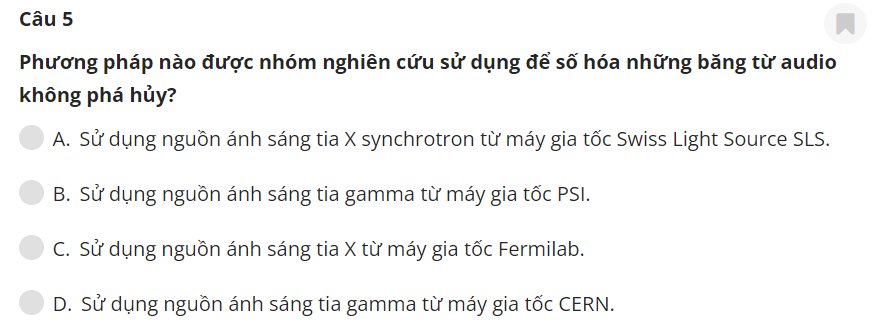 Câu 5
Phương pháp nào được nhóm nghiên cứu sử dụng để số hóa những băng từ audio
không phá hủy?
A. Sử dụng nguồn ánh sáng tia X synchrotron từ máy gia tốc Swiss Light Source SLS.
B. Sử dụng nguồn ánh sáng tia gamma từ máy gia tốc PSI.
C. Sử dụng nguồn ánh sáng tia X từ máy gia tốc Fermilab.
D. Sử dụng nguồn ánh sáng tia gamma từ máy gia tốc CERN.